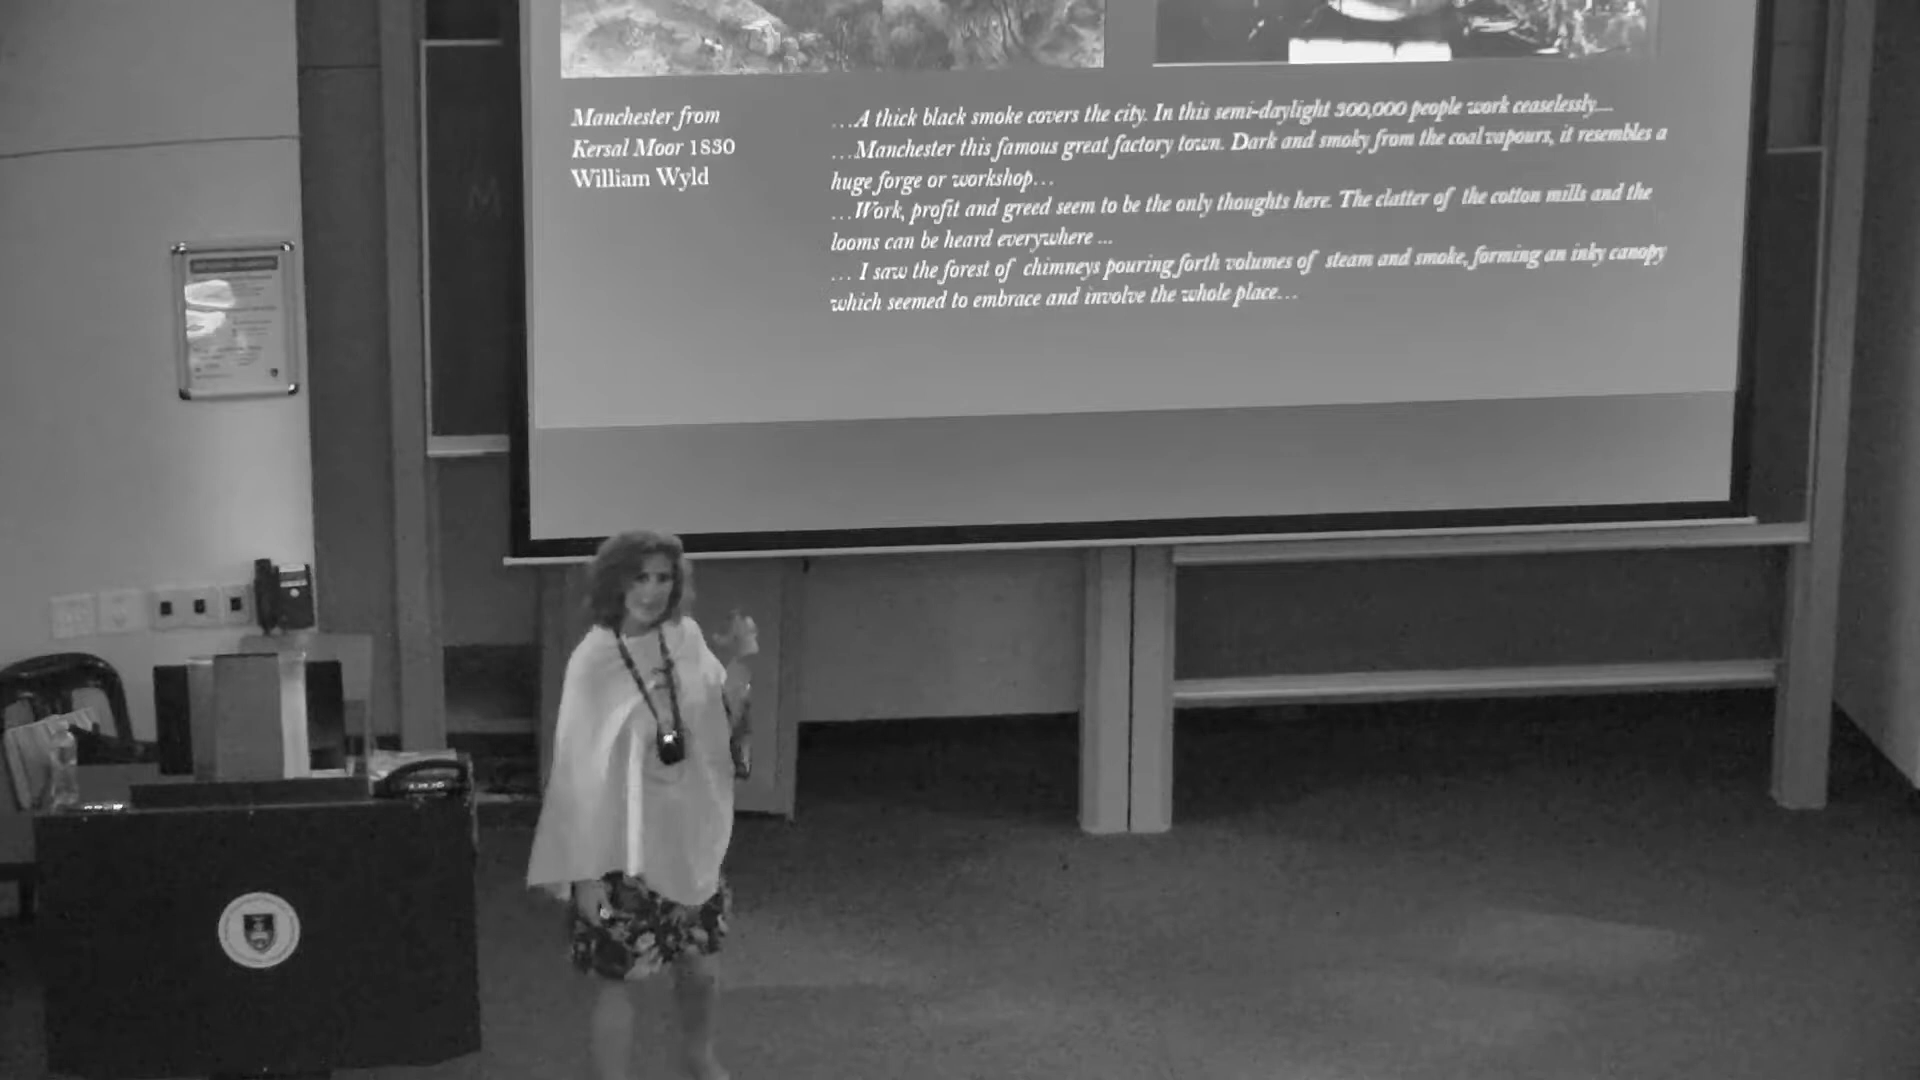 Manchester from
Kersal Moor 1830
William Wyld
...A thick black smoke covers the city. In this semi-daylight 300,000 people work ceaselessly....
...Manchester this famous great factory town. Dark and smoky from the coal vapours, it resembles a
huge forge or workshop...
...Work, profit and greed seem to be the only thoughts here. The clatter of the cotton mills and the
looms can be heard everywhere ...
... I saw the forest of chimneys pouring forth volumes of steam and smoke, forming an inky canopy
which seemed to embrace and involve the whole place...